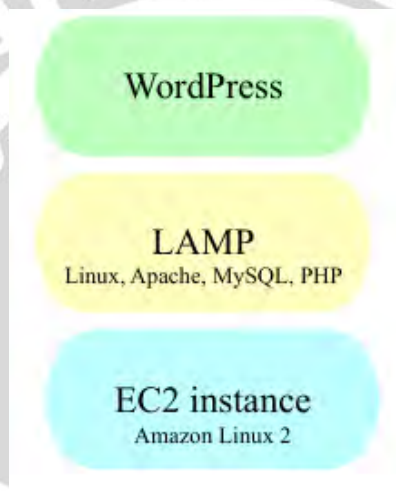 WordPress
LAMP
Linux, Apache, MySQL, PHP
EC2 instance
Amazon Linux 2